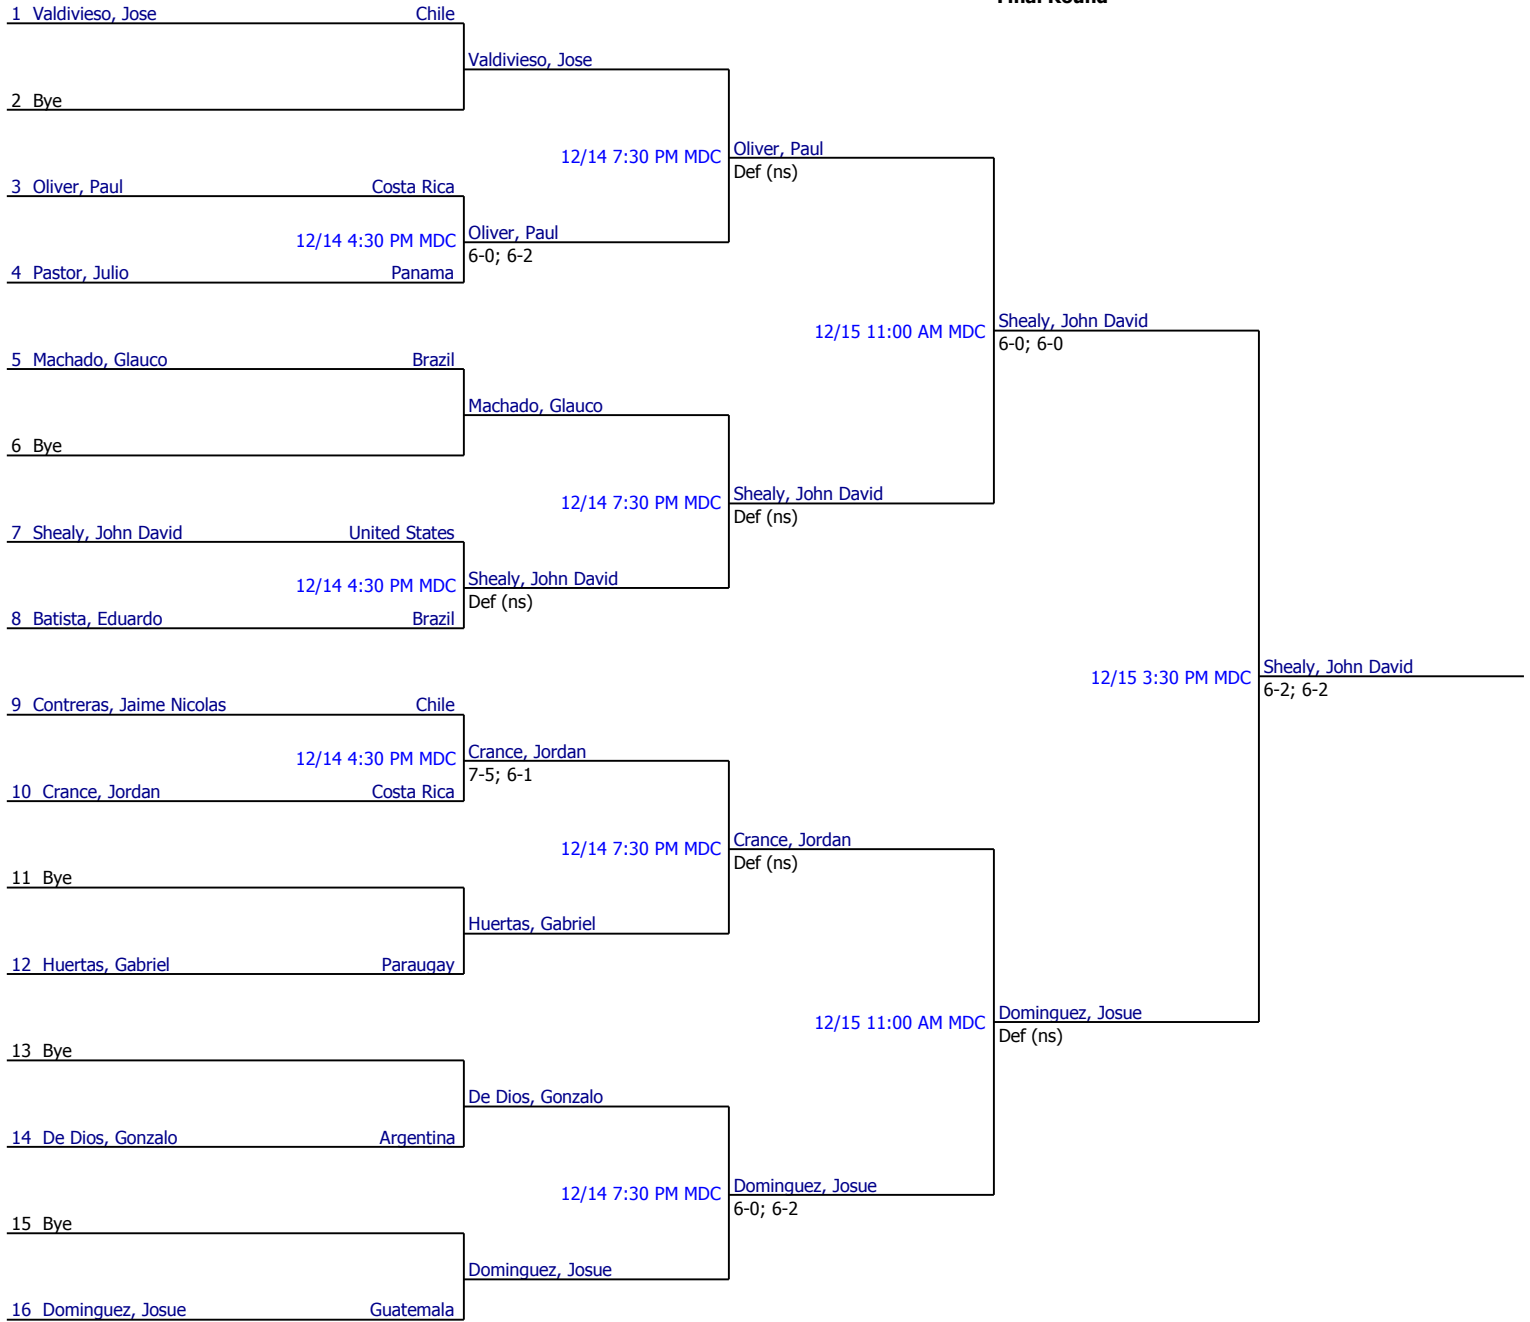 Final Round
1 Valdivieso, Jose Chile
Valdivieso, Jose
2 Bye
12/14 7:30 PM MDC Oliver, Paul
Def (ns)
3 Oliver, Paul Costa Rica
12/14 4:30 PM MDC Oliver, Paul
6-0; 6-2
4 Pastor, Julio Panama
12/15 11:00 AM MDC Shealy, John David
6-0; 6-0
5 Machado, Glauco Brazil
Machado, Glauco
6 Bye
12/14 7:30 PM MDC Shealy, John David
Def (ns)
7 Shealy, John David United States
12/14 4:30 PM MDC Shealy, John David
Def (ns)
8 Batista, Eduardo Brazil
12/15 3:30 PM MDC Shealy, John David
6-2; 6-2
9 Contreras, Jaime Nicolas Chile
12/14 4:30 PM MDC Crance, Jordan
7-5; 6-1
10 Crance, Jordan Costa Rica
12/14 7:30 PM MDC Crance, Jordan
Def (ns)
11 Bye
Huertas, Gabriel
12 Huertas, Gabriel Paraugay
12/15 11:00 AM MDC Dominguez, Josue
Def (ns)
13 Bye
De Dios, Gonzalo
14 De Dios, Gonzalo Argentina
12/14 7:30 PM MDC Dominguez, Josue
6-0; 6-2
15 Bye
Dominguez, Josue
16 Dominguez, Josue Guatemala